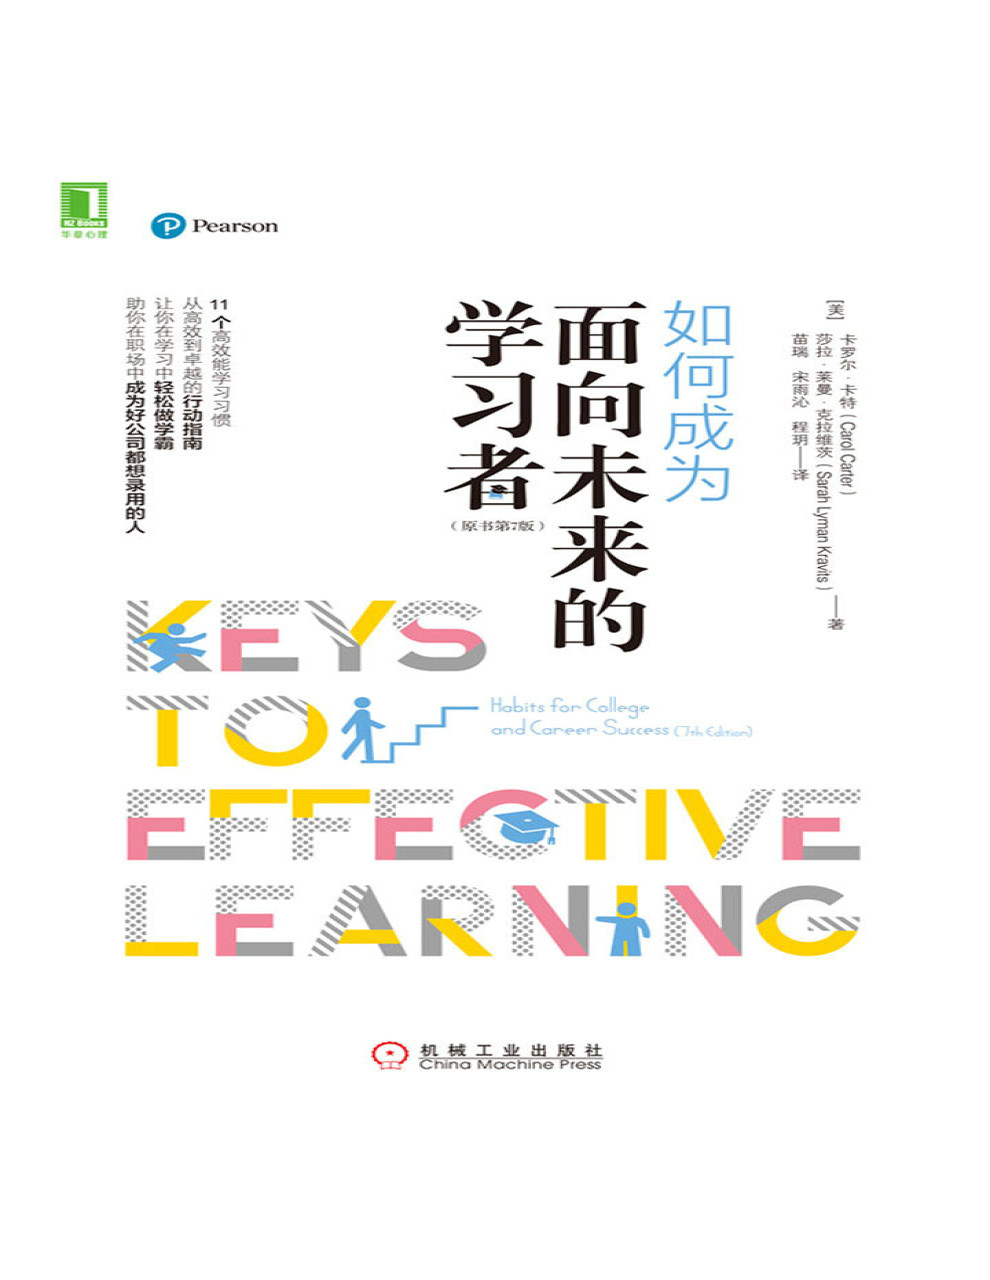 HZ Books
华章心理
Pearson
[美]
卡罗尔·卡特（Carol Carter）
莎拉·莱曼·克拉维茨（Sarah Lyman Kravits）
——著
苗瑞 宋雨沁 程玥——译
如何成为
面向未来的
学习者
（原书第7版）
11个高效能学习习惯
从高效到卓越的行动指南
让你在学习中轻松做学霸
助你在职场中成为好公司都想录用的人
KEYS
TO
Habits for College
and Career Success (7th Edition)
EFFECTIVE
LEARNING
机械工业出版社
China Machine Press